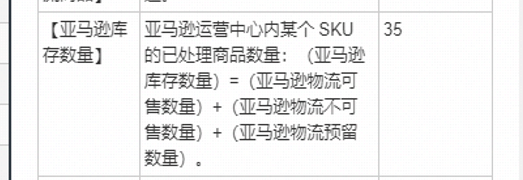 【亚马逊库
存数量】
亚马逊运营中心内某个 SKU
的已处理商品数量：（亚马逊
库存数量）=（亚马逊物流可
售数量）+（亚马逊物流不可
售数量）+（亚马逊物流预留
数量）。
35